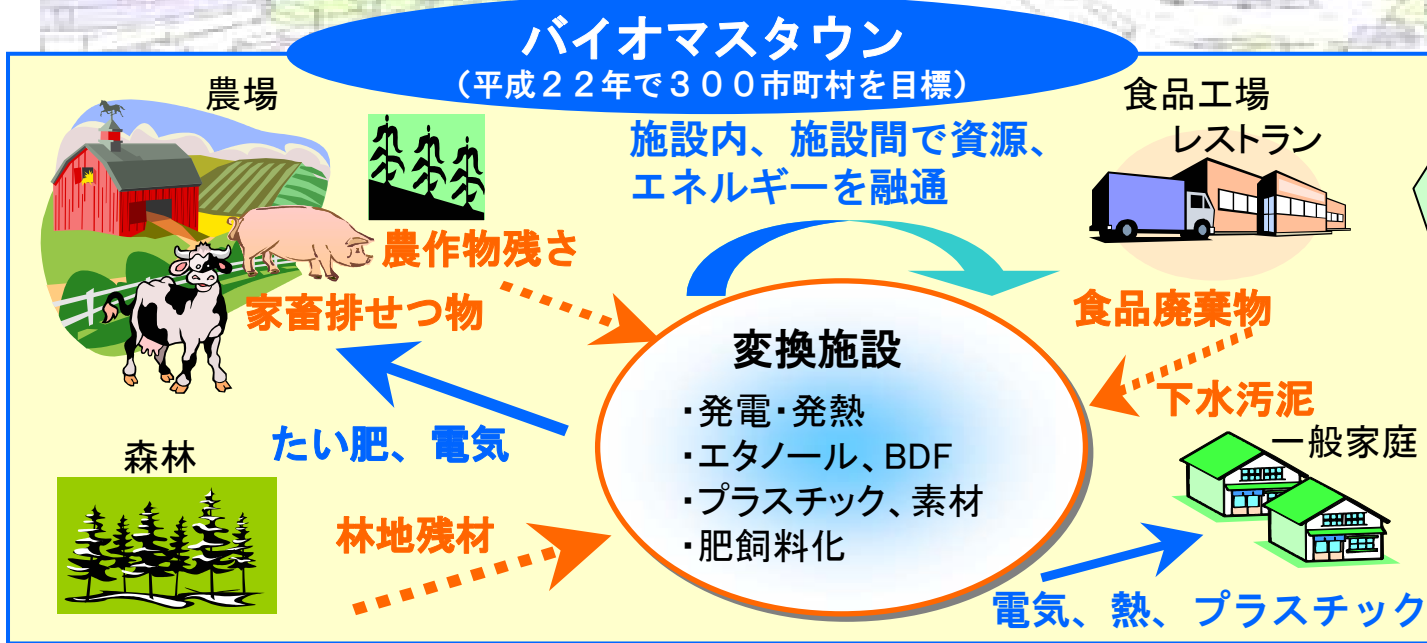 バイオマスタウン
（平成２２年で３００市町村を目標）
農場
食品工場
レストラン
施設内、施設間で資源、
エネルギーを融通
農作物残さ
家畜排せつ物
食品廃棄物
変換施設
・発電・発熱
・エタノール、BDF
・プラスチック、素材
・肥飼料化
下水汚泥
一般家庭
たい肥、電気
森林
林地残材
電気、熱、プラスチック